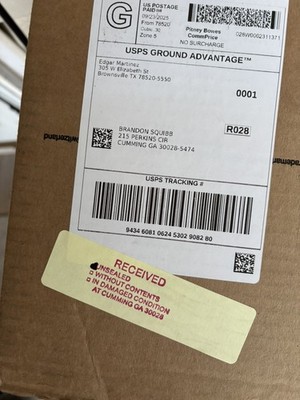 G
US POSTAGE
PAID
09/23/2025
From 78520
Zone 5
Pitney Bowes
CommPrice
NO SURCHARGE
USPS GROUND ADVANTAGE™
Edgar Martinez
305 W Elizabeth St
Brownsville TX 78520-5550
0001
R028
BRANDON SQUIBB
215 PERKINS CIR
CUMMING GA 30028-5474
USPS TRACKING #
9434 6081 0624 5302 9082 80
RECEIVED
UNSEALED
WITHOUT CONTENTS
IN DAMAGED CONDITION
AT CUMMING GA 30028
witzerland
trademar